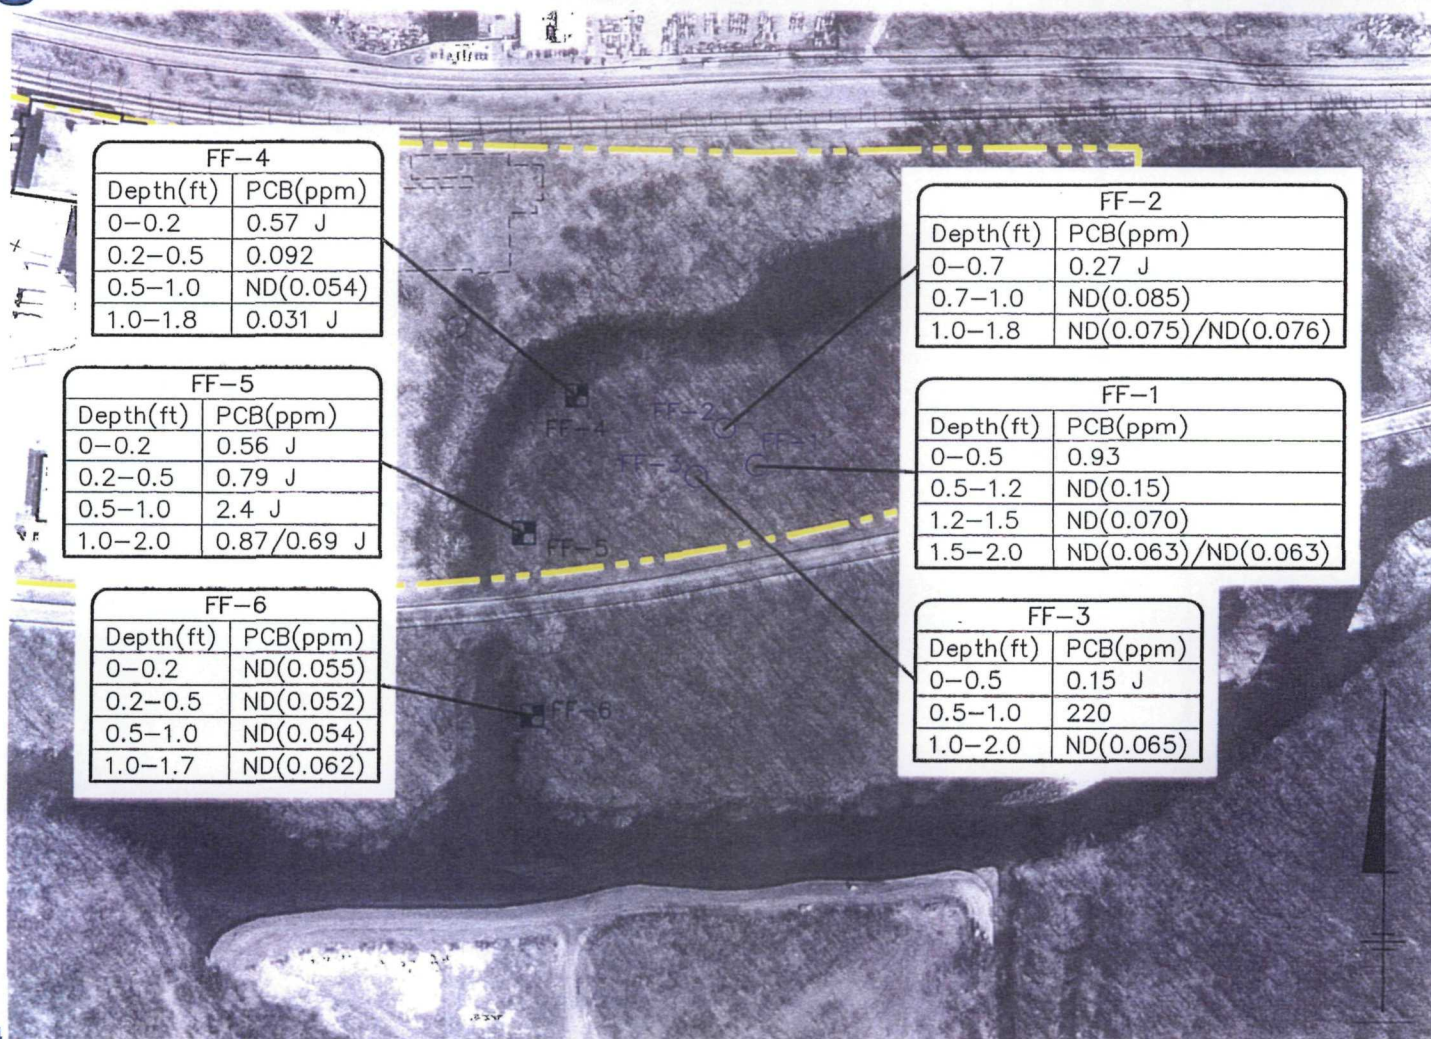 FF-4
Depth(ft) PCB(ppm)
0-0.2 0.57 J
0.2-0.5 0.092
0.5-1.0 ND(0.054)
1.0-1.8 0.031 J
FF-5
Depth(ft) PCB(ppm)
0-0.2 0.56 J
0.2-0.5 0.79 J
0.5-1.0 2.4 J
1.0-2.0 0.87/0.69 J
FF-6
Depth(ft) PCB(ppm)
0-0.2 ND(0.055)
0.2-0.5 ND(0.052)
0.5-1.0 ND(0.054)
1.0-1.7 ND(0.062)
FF-2
FF-4
FF-1
FF-3
FF-5
FF-6
FF-2
Depth(ft) PCB(ppm)
0-0.7 0.27 J
0.7-1.0 ND(0.085)
1.0-1.8 ND(0.075)/ND(0.076)
FF-1
Depth(ft) PCB(ppm)
0-0.5 0.93
0.5-1.2 ND(0.15)
1.2-1.5 ND(0.070)
1.5-2.0 ND(0.063)/ND(0.063)
FF-3
Depth(ft) PCB(ppm)
0-0.5 0.15 J
0.5-1.0 220
1.0-2.0 ND(0.065)